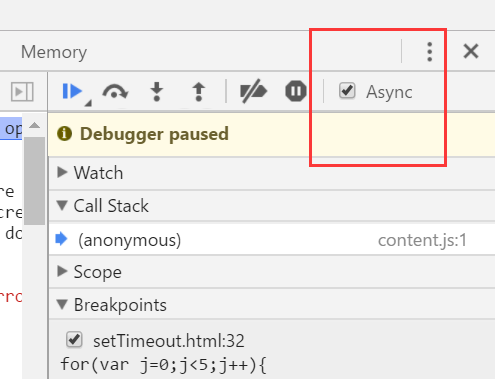 Memory
Async
op
Debugger paused
Watch
re
Call Stack
cre
do
(anonymous) content.js:1
Scope
rro
Breakpoints
setTimeout.html:32
for(var j=0;j<5;j++){